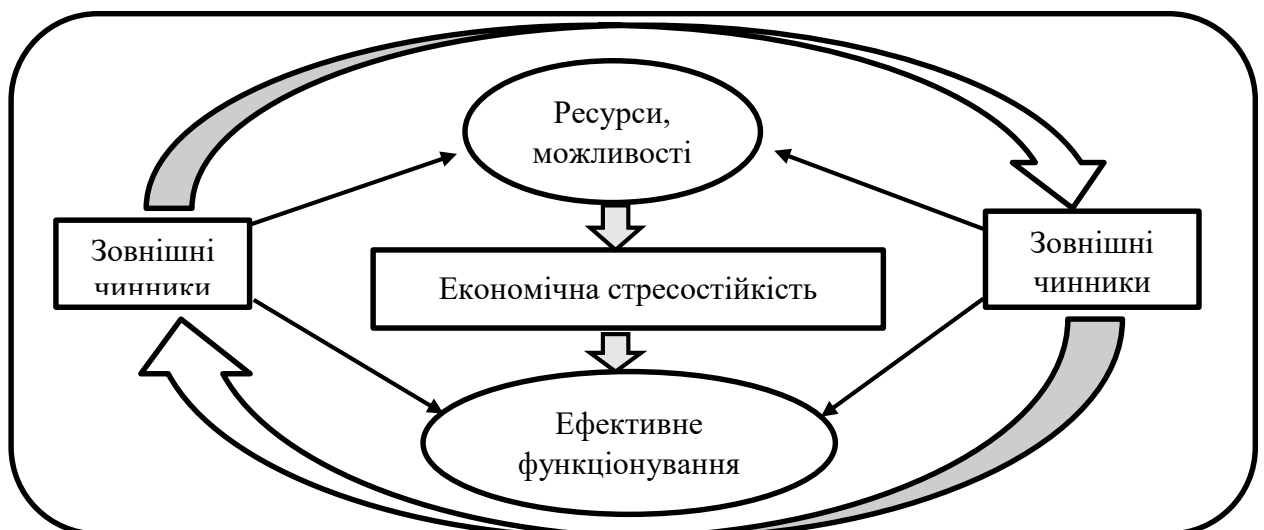 Ресурси,
можливості
Зовнішні
чинники
Економічна стресостійкість
Зовнішні
чинники
Ефективне
функціонування